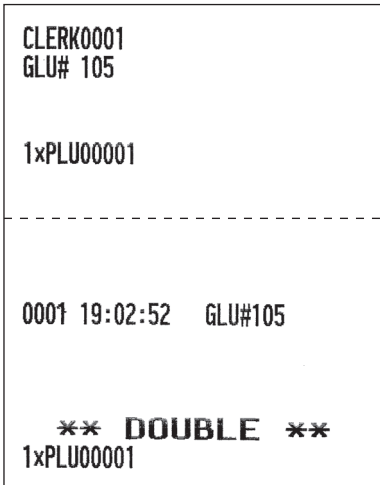 CLERK0001
GLU# 105
1xPLU00001
0001 19:02:52 GLU#105
** DOUBLE **
1xPLU00001